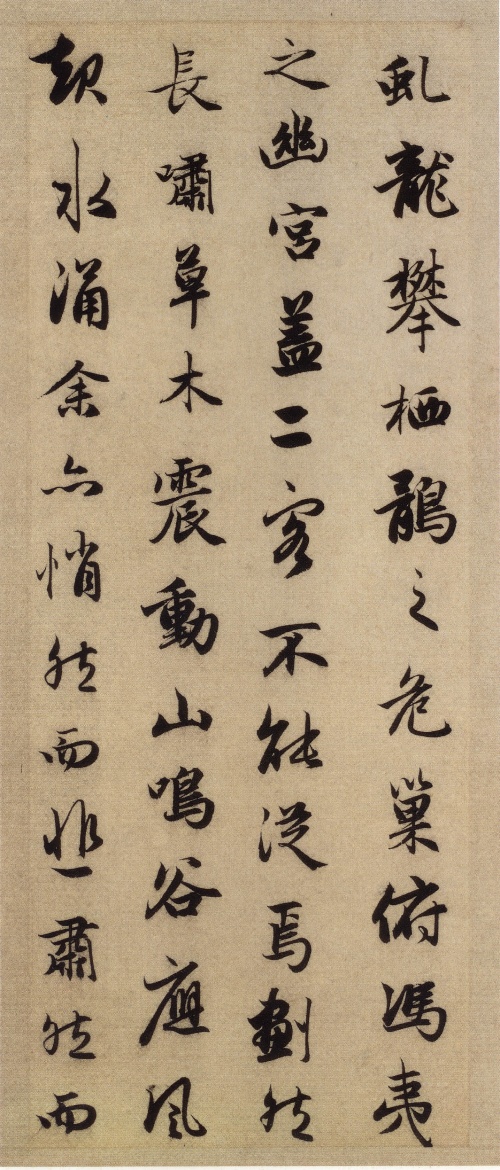 虬龍攀栖鶻之危巢俯馮夷
之幽宮盖二客不能從焉劃然
長嘯草木震動山鳴谷應風
起水涌余亦悄然而悲肅然而